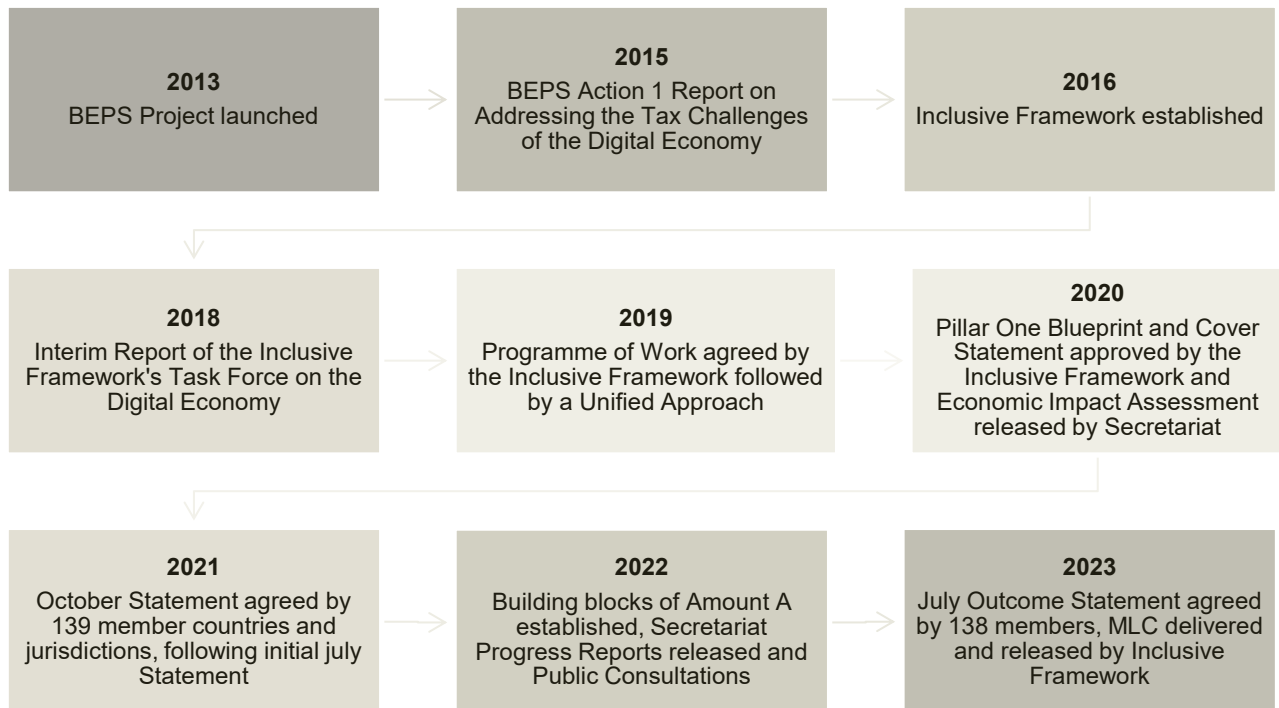 2013
BEPS Project launched
2015
BEPS Action 1 Report on
Addressing the Tax Challenges
of the Digital Economy
2016
Inclusive Framework established
2018
Interim Report of the Inclusive
Framework's Task Force on the
Digital Economy
2019
Programme of Work agreed by
the Inclusive Framework followed
by a Unified Approach
2020
Pillar One Blueprint and Cover
Statement approved by the
Inclusive Framework and
Economic Impact Assessment
released by Secretariat
2021
October Statement agreed by
139 member countries and
jurisdictions, following initial july
Statement
2022
Building blocks of Amount A
established, Secretariat
Progress Reports released and
Public Consultations
2023
July Outcome Statement agreed
by 138 members, MLC delivered
and released by Inclusive
Framework